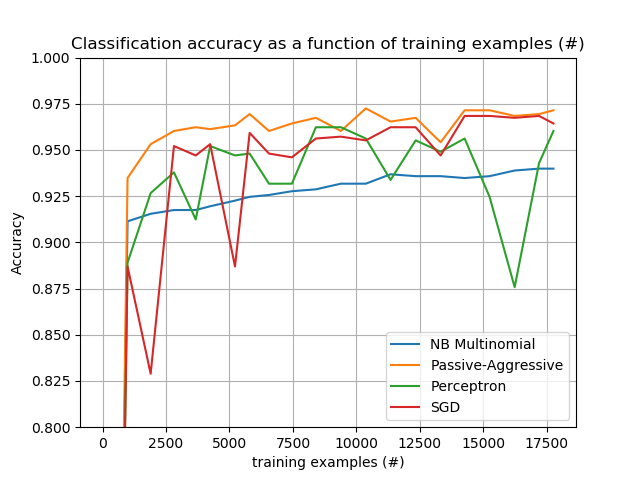 Classification accuracy as a function of training examples (#)
1.000
0.975
0.950
0.925
0.900
0.875
0.850
0.825
0.800
Accuracy
NB Multinomial
Passive-Aggressive
Perceptron
SGD
0 2500 5000 7500 10000 12500 15000 17500
training examples (#)